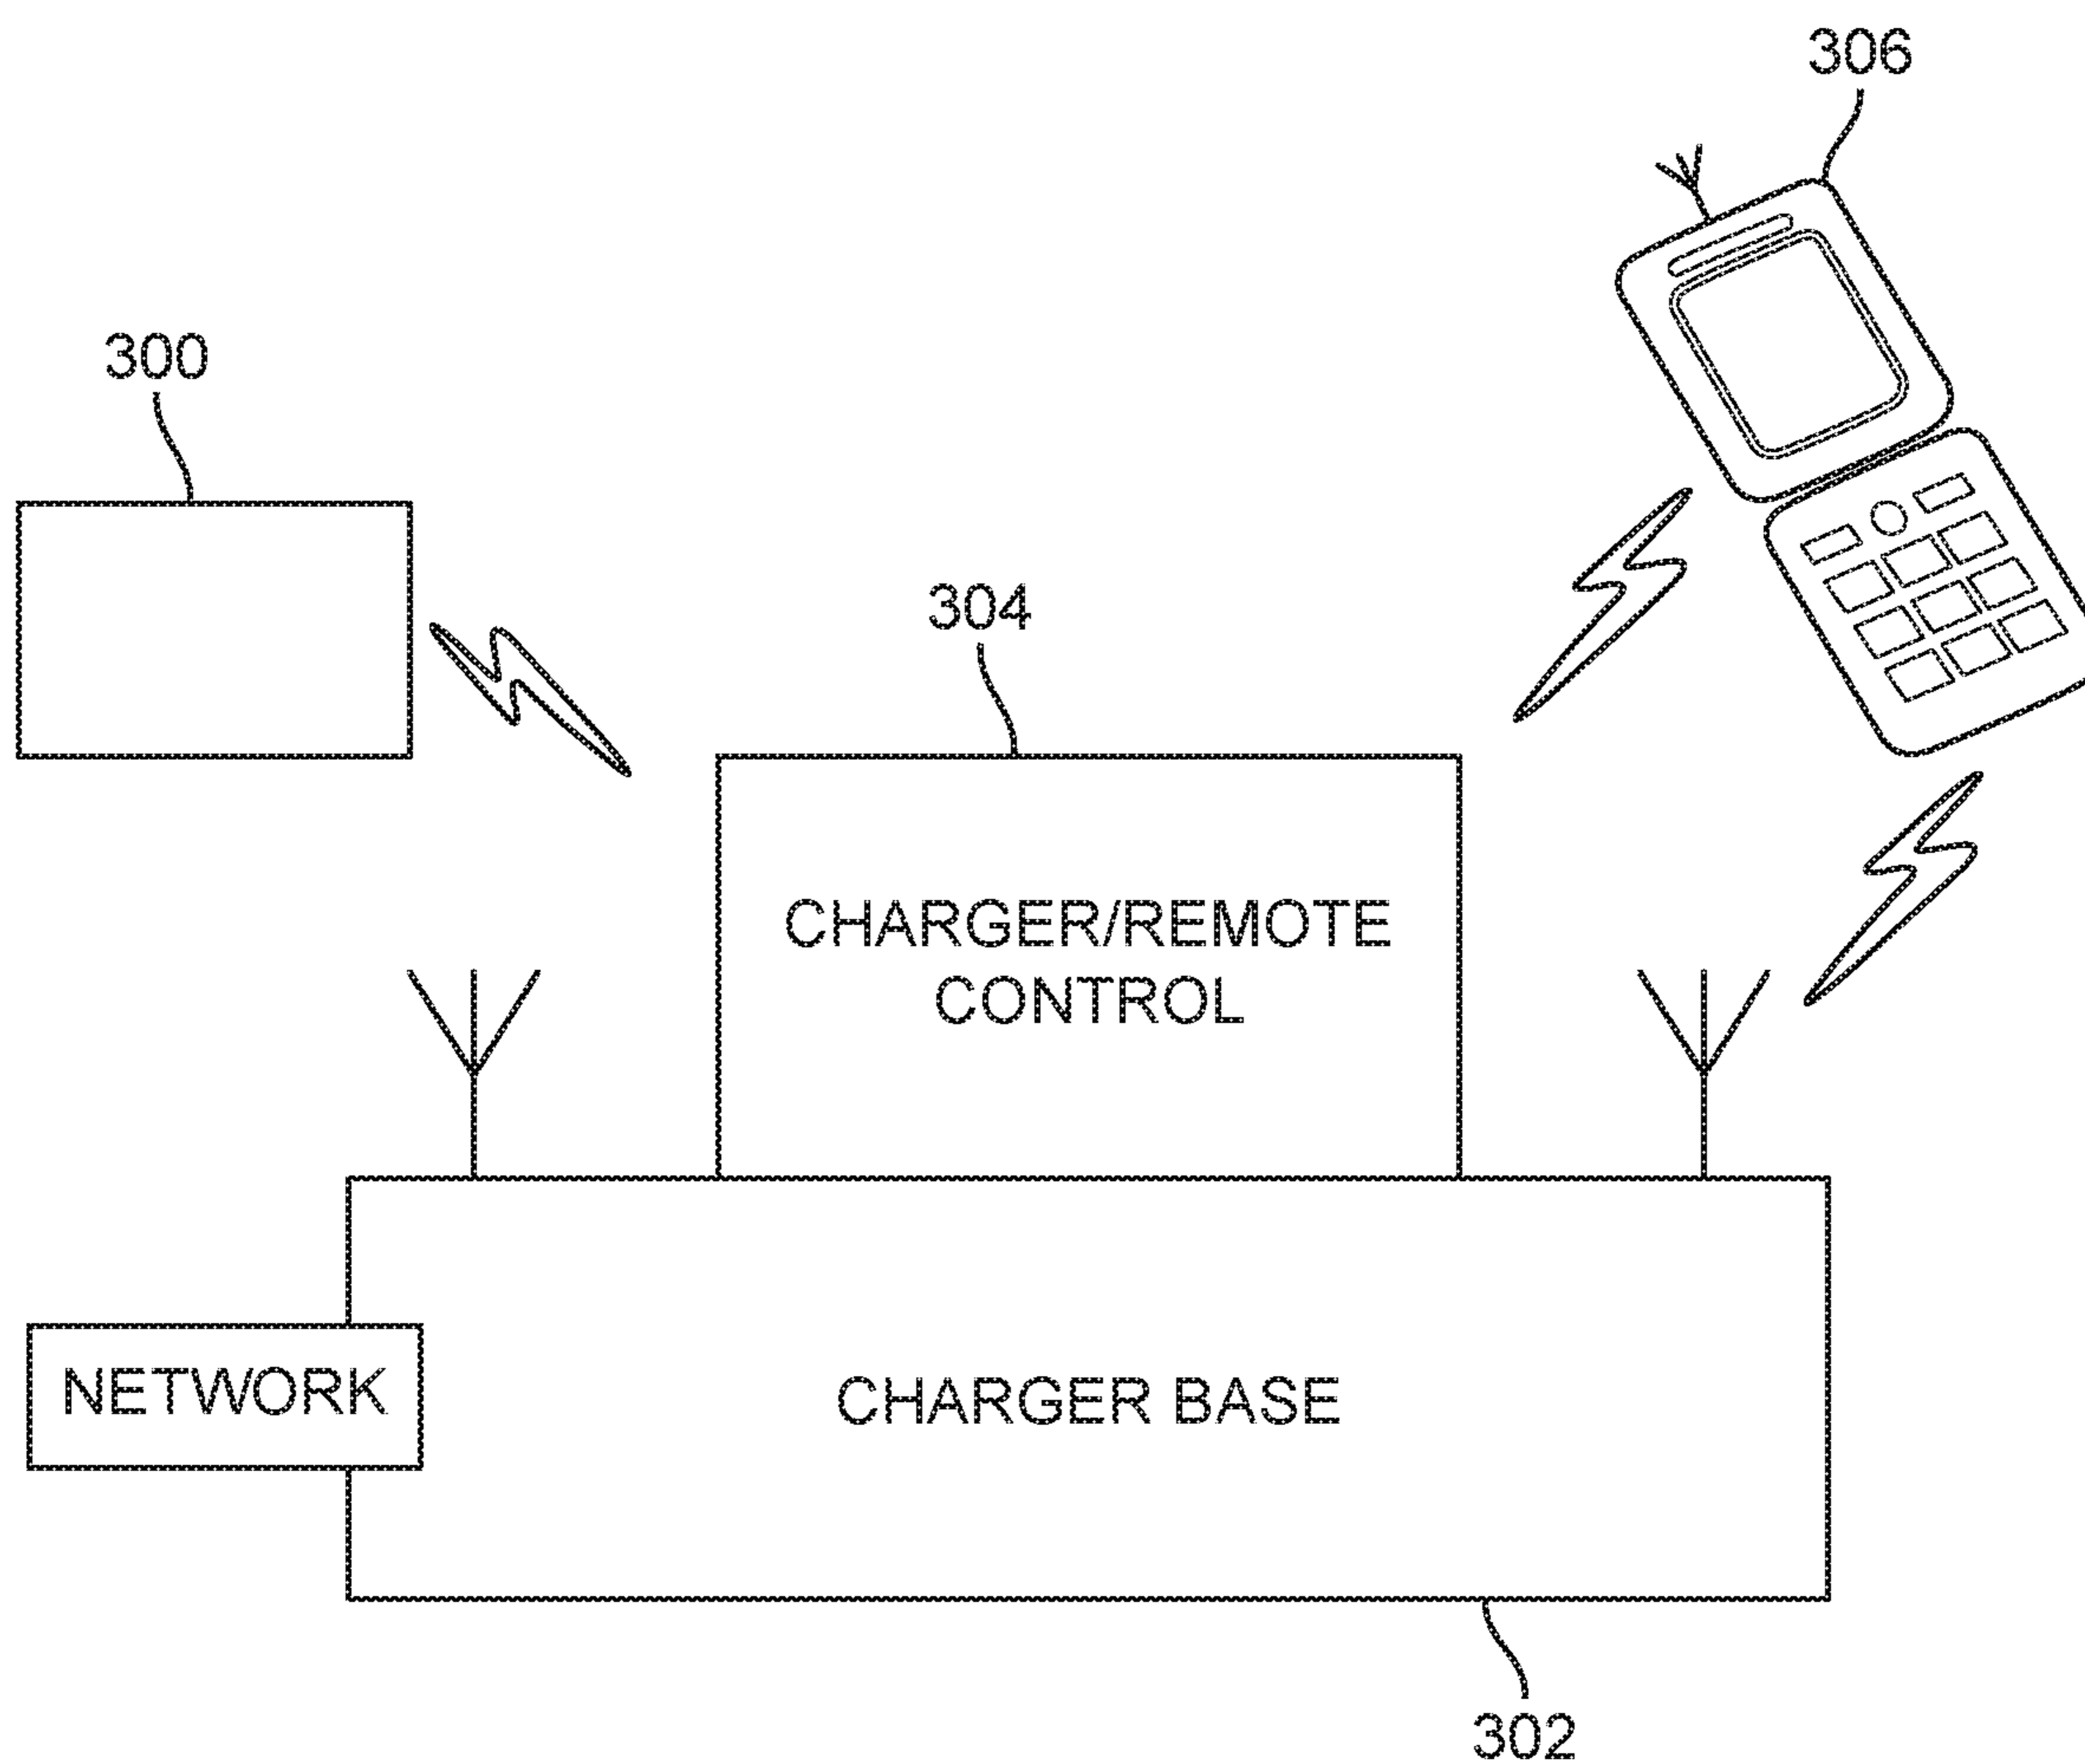 306
300
304
CHARGER/REMOTE
CONTROL
NETWORK
CHARGER BASE
302